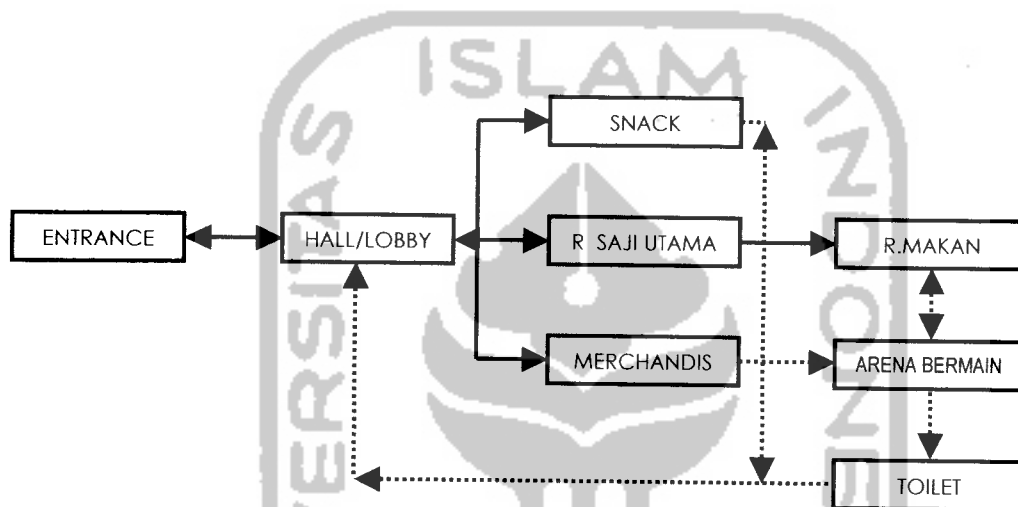 ISLAM
SNACK
ENTRANCE
HALL/LOBBY
R SAJI UTAMA
R.MAKAN
MERCHANDIS
ARENA BERMAIN
TOILET